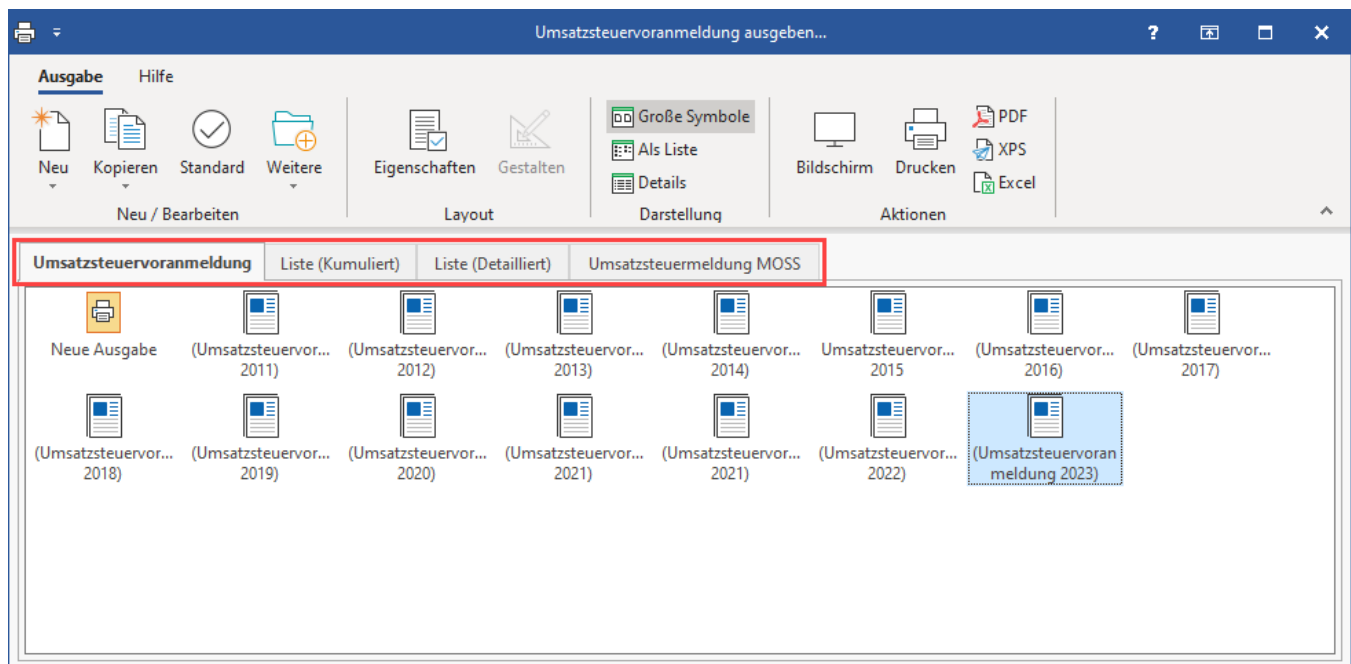 Umsatzsteuervoranmeldung ausgeben...
?
Ausgabe Hilfe
Neu Kopieren Standard Weitere Eigenschaften Gestalten Große Symbole Als Liste Details Bildschirm Drucken PDF XPS Excel
Neu / Bearbeiten Layout Darstellung Aktionen
Umsatzsteuervoranmeldung Liste (Kumuliert) Liste (Detailliert) Umsatzsteuermeldung MOSS
Neue Ausgabe (Umsatzsteuervor... (Umsatzsteuervor... (Umsatzsteuervor... (Umsatzsteuervor... Umsatzsteuervor... (Umsatzsteuervor... (Umsatzsteuervor...
2011) 2012) 2013) 2014) 2015 2016) 2017)
(Umsatzsteuervor... (Umsatzsteuervor... (Umsatzsteuervor... (Umsatzsteuervor... (Umsatzsteuervor... (Umsatzsteuervor... (Umsatzsteuervoran
2018) 2019) 2020) 2021) 2021) 2022) meldung 2023)